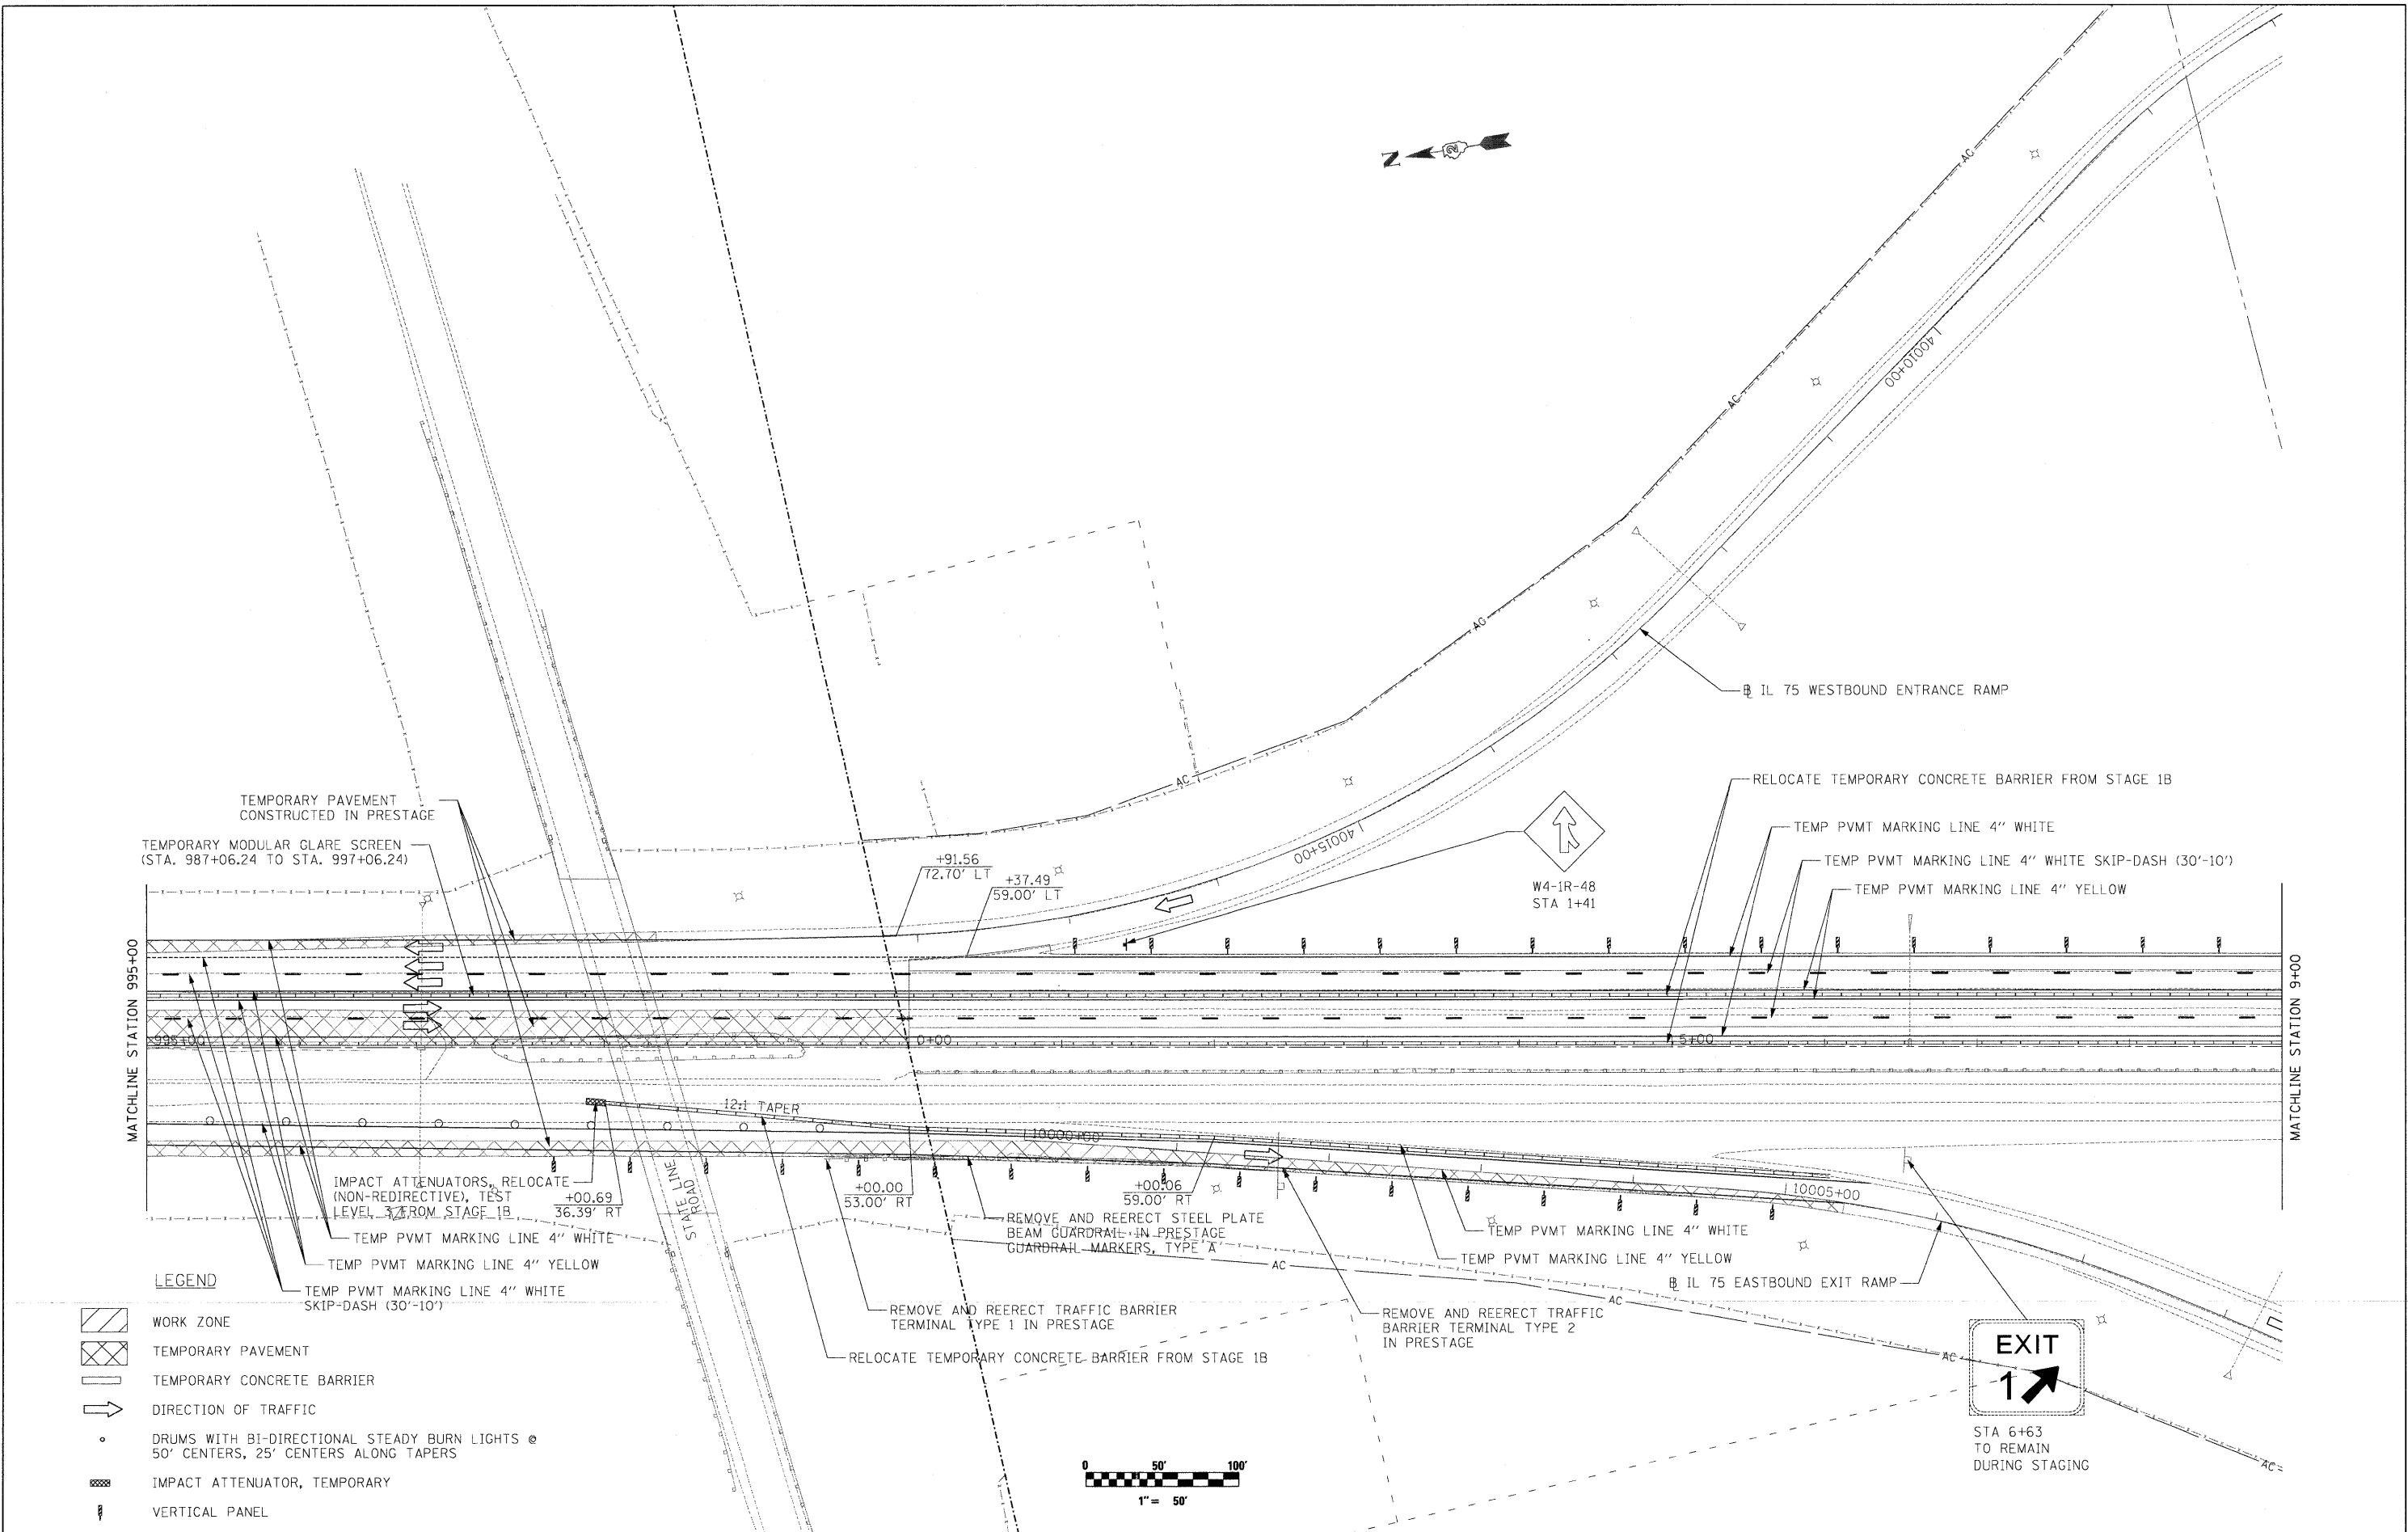 N
2
AC
40010+00
AC
AC
℄ IL 75 WESTBOUND ENTRANCE RAMP
AC
RELOCATE TEMPORARY CONCRETE BARRIER FROM STAGE 1B
TEMPORARY PAVEMENT
CONSTRUCTED IN PRESTAGE
TEMP PVMT MARKING LINE 4" WHITE
TEMPORARY MODULAR GLARE SCREEN
(STA. 987+06.24 TO STA. 997+06.24)
40015+00
TEMP PVMT MARKING LINE 4" WHITE SKIP-DASH (30'-10')
+91.56
72.70' LT
+37.49
59.00' LT
W4-1R-48
STA 1+41
TEMP PVMT MARKING LINE 4" YELLOW
MATCHLINE STATION 995+00
MATCHLINE STATION 9+00
995+00
0+00
5+00
12:1 TAPER
10000+00
10005+00
IMPACT ATTENUATORS, RELOCATE
(NON-REDIRECTIVE), TEST
LEVEL 3 FROM STAGE 1B
+00.69
36.39' RT
STATE LINE
ROAD
+00.00
53.00' RT
+00.06
59.00' RT
REMOVE AND REERECT STEEL PLATE
BEAM GUARDRAIL IN PRESTAGE
GUARDRAIL MARKERS, TYPE A
TEMP PVMT MARKING LINE 4" WHITE
TEMP PVMT MARKING LINE 4" WHITE
TEMP PVMT MARKING LINE 4" YELLOW
TEMP PVMT MARKING LINE 4" YELLOW
AC
℄ IL 75 EASTBOUND EXIT RAMP
LEGEND
TEMP PVMT MARKING LINE 4" WHITE
SKIP-DASH (30'-10')
AC
REMOVE AND REERECT TRAFFIC BARRIER
TERMINAL TYPE 1 IN PRESTAGE
REMOVE AND REERECT TRAFFIC
BARRIER TERMINAL TYPE 2
IN PRESTAGE
RELOCATE TEMPORARY CONCRETE BARRIER FROM STAGE 1B
AC
EXIT
1
STA 6+63
TO REMAIN
DURING STAGING
AC
WORK ZONE
TEMPORARY PAVEMENT
TEMPORARY CONCRETE BARRIER
DIRECTION OF TRAFFIC
DRUMS WITH BI-DIRECTIONAL STEADY BURN LIGHTS @
50' CENTERS, 25' CENTERS ALONG TAPERS
IMPACT ATTENUATOR, TEMPORARY
VERTICAL PANEL
0 50' 100'
1" = 50'